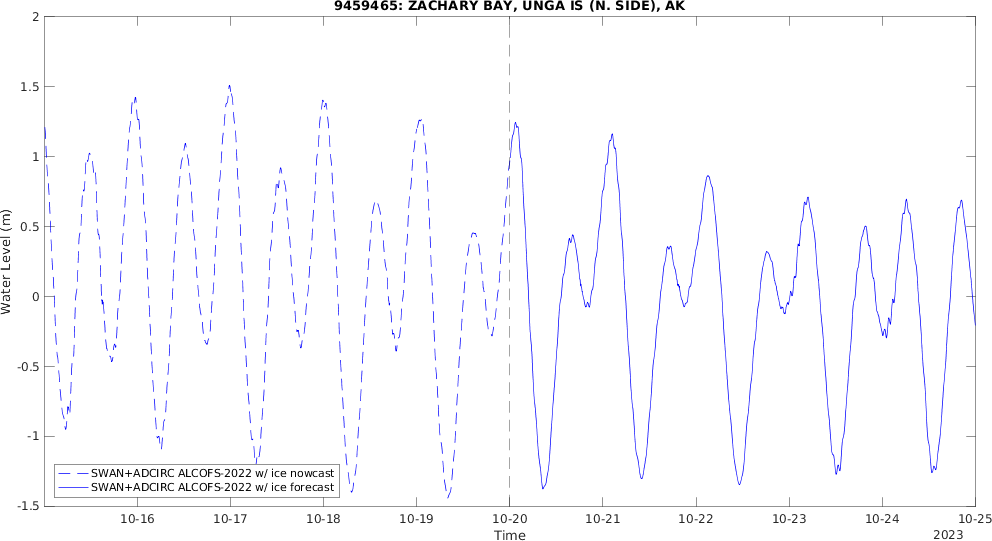 9459465: ZACHARY BAY, UNGA IS (N. SIDE), AK
Water Level (m)
2
1.5
1
0.5
0
-0.5
-1
-1.5
SWAN+ADCIRC ALCOFS-2022 w/ ice nowcast
SWAN+ADCIRC ALCOFS-2022 w/ ice forecast
10-16 10-17 10-18 10-19 10-20 10-21 10-22 10-23 10-24 10-25
Time
2023